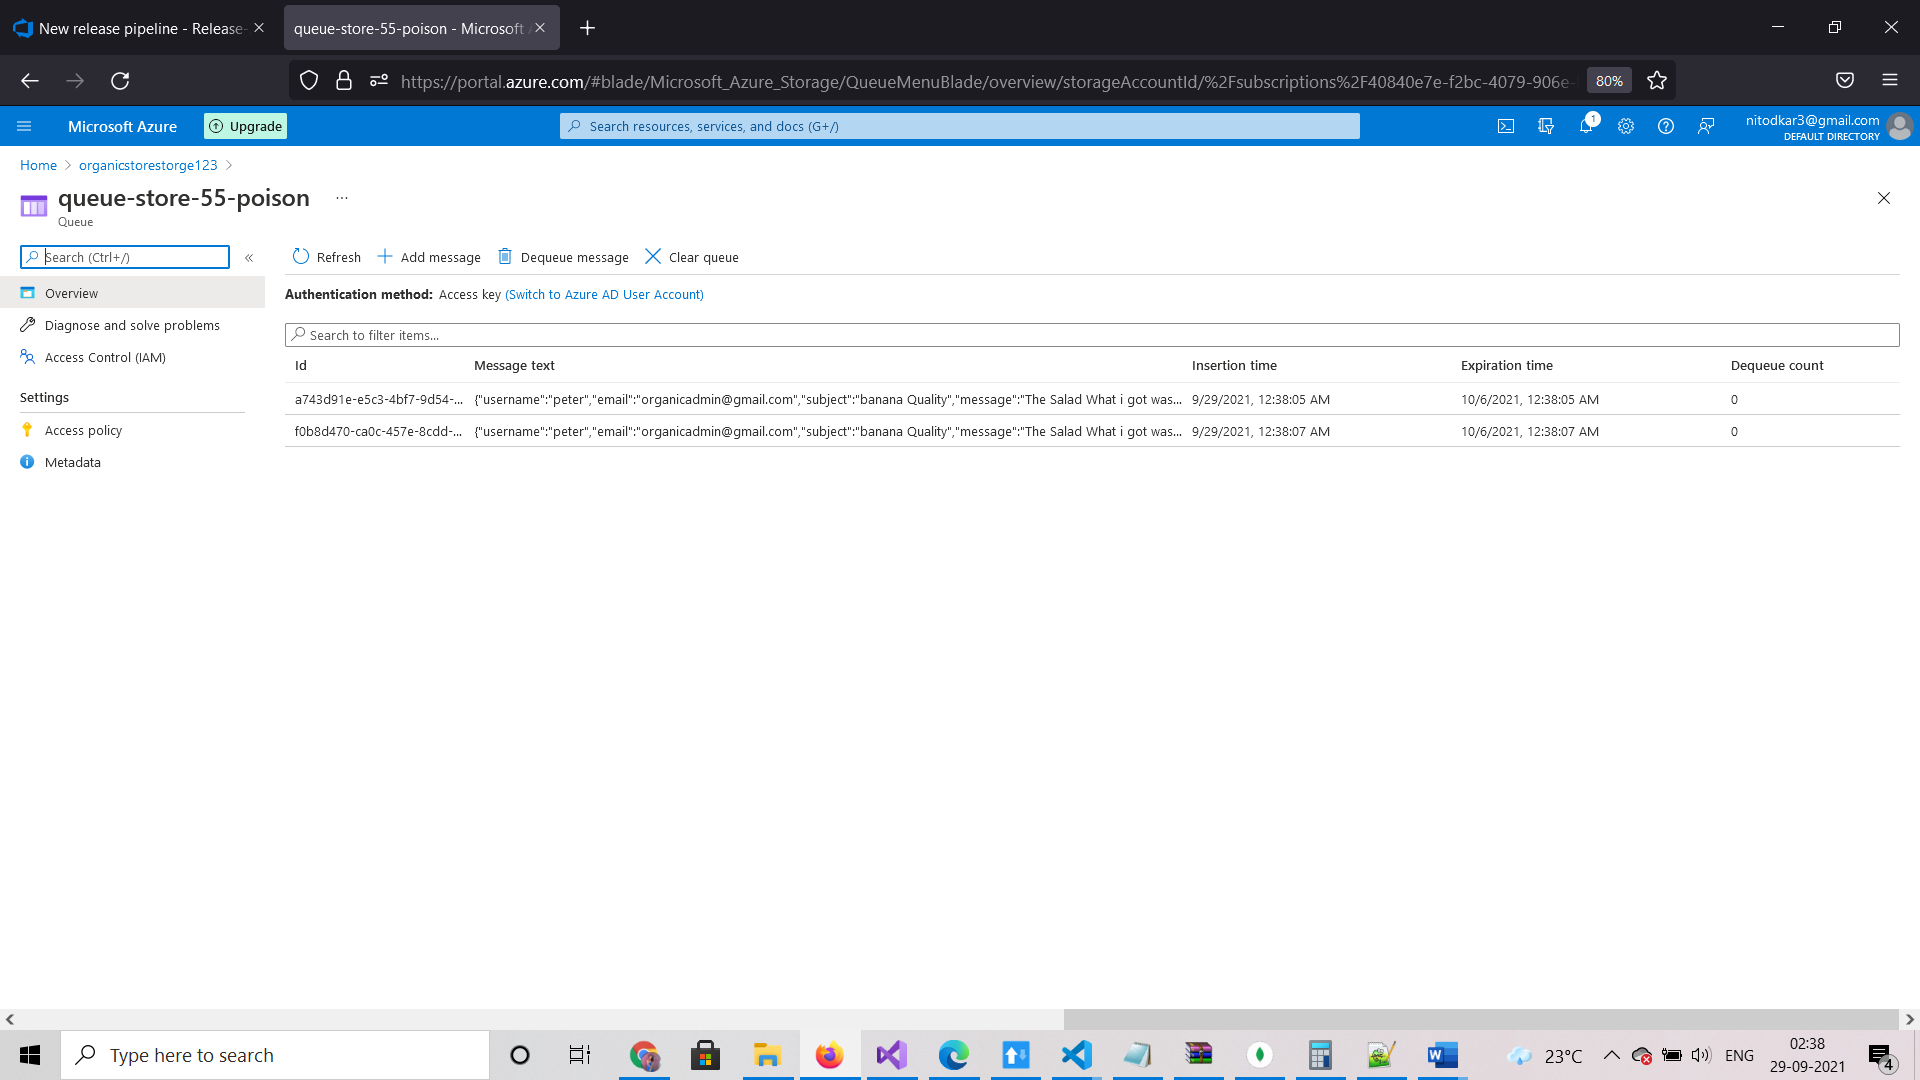 New release pipeline - Release-
queue-store-55-poison - Microsoft A
https://portal.azure.com/#blade/Microsoft_Azure_Storage/QueueMenuBlade/overview/storageAccountId/%2Fsubscriptions%2F40840e7e-f2bc-4079-906e-
80%
Microsoft Azure
Upgrade
Search resources, services, and docs (G+/)
1
nitodkar3@gmail.com
DEFAULT DIRECTORY
Home > organicstorestorge123 >
queue-store-55-poison ...
Queue
Search (Ctrl+/)
«
Refresh
Add message
Dequeue message
Clear queue
Overview
Diagnose and solve problems
Access Control (IAM)
Settings
Access policy
Metadata
Authentication method: Access key (Switch to Azure AD User Account)
Search to filter items...
Id Message text Insertion time Expiration time Dequeue count
a743d91e-e5c3-4bf7-9d54-... {"username":"peter","email":"organicadmin@gmail.com","subject":"banana Quality","message":"The Salad What i got was... 9/29/2021, 12:38:05 AM 10/6/2021, 12:38:05 AM 0
f0b8d470-ca0c-457e-8cdd-... {"username":"peter","email":"organicadmin@gmail.com","subject":"banana Quality","message":"The Salad What i got was... 9/29/2021, 12:38:07 AM 10/6/2021, 12:38:07 AM 0
Type here to search
23°C
ENG
02:38
29-09-2021
4